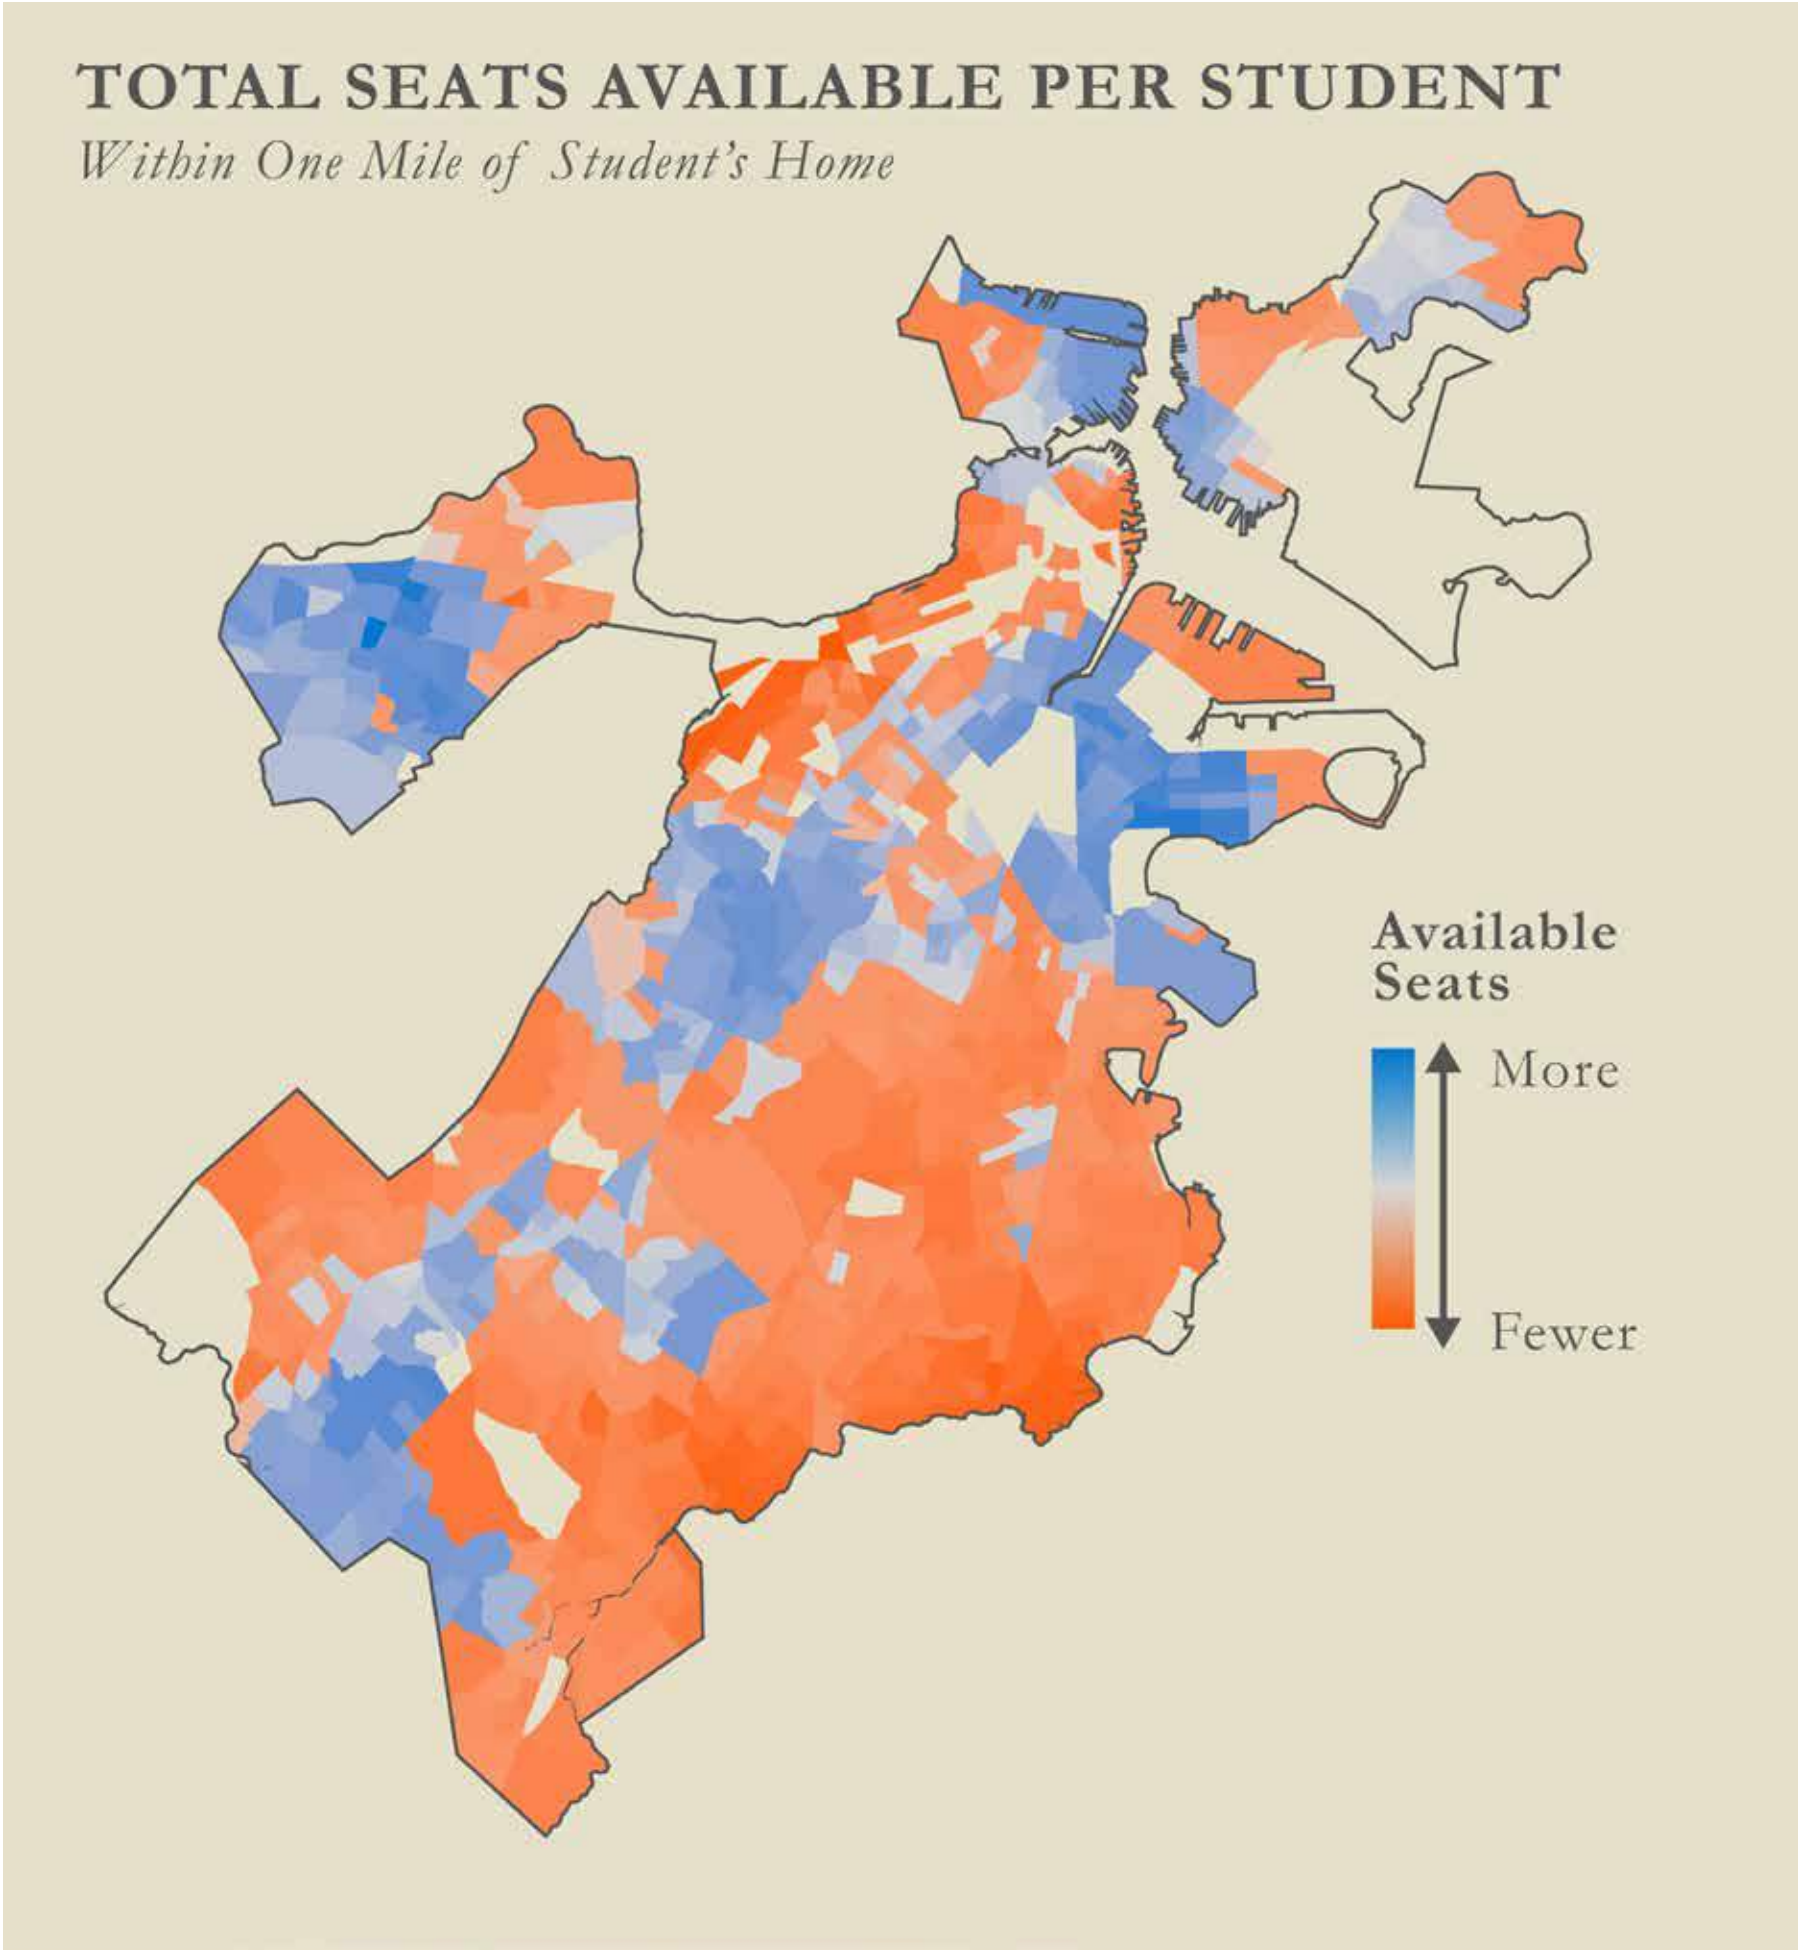 TOTAL SEATS AVAILABLE PER STUDENT
Within One Mile of Student's Home
Available
Seats
More
Fewer